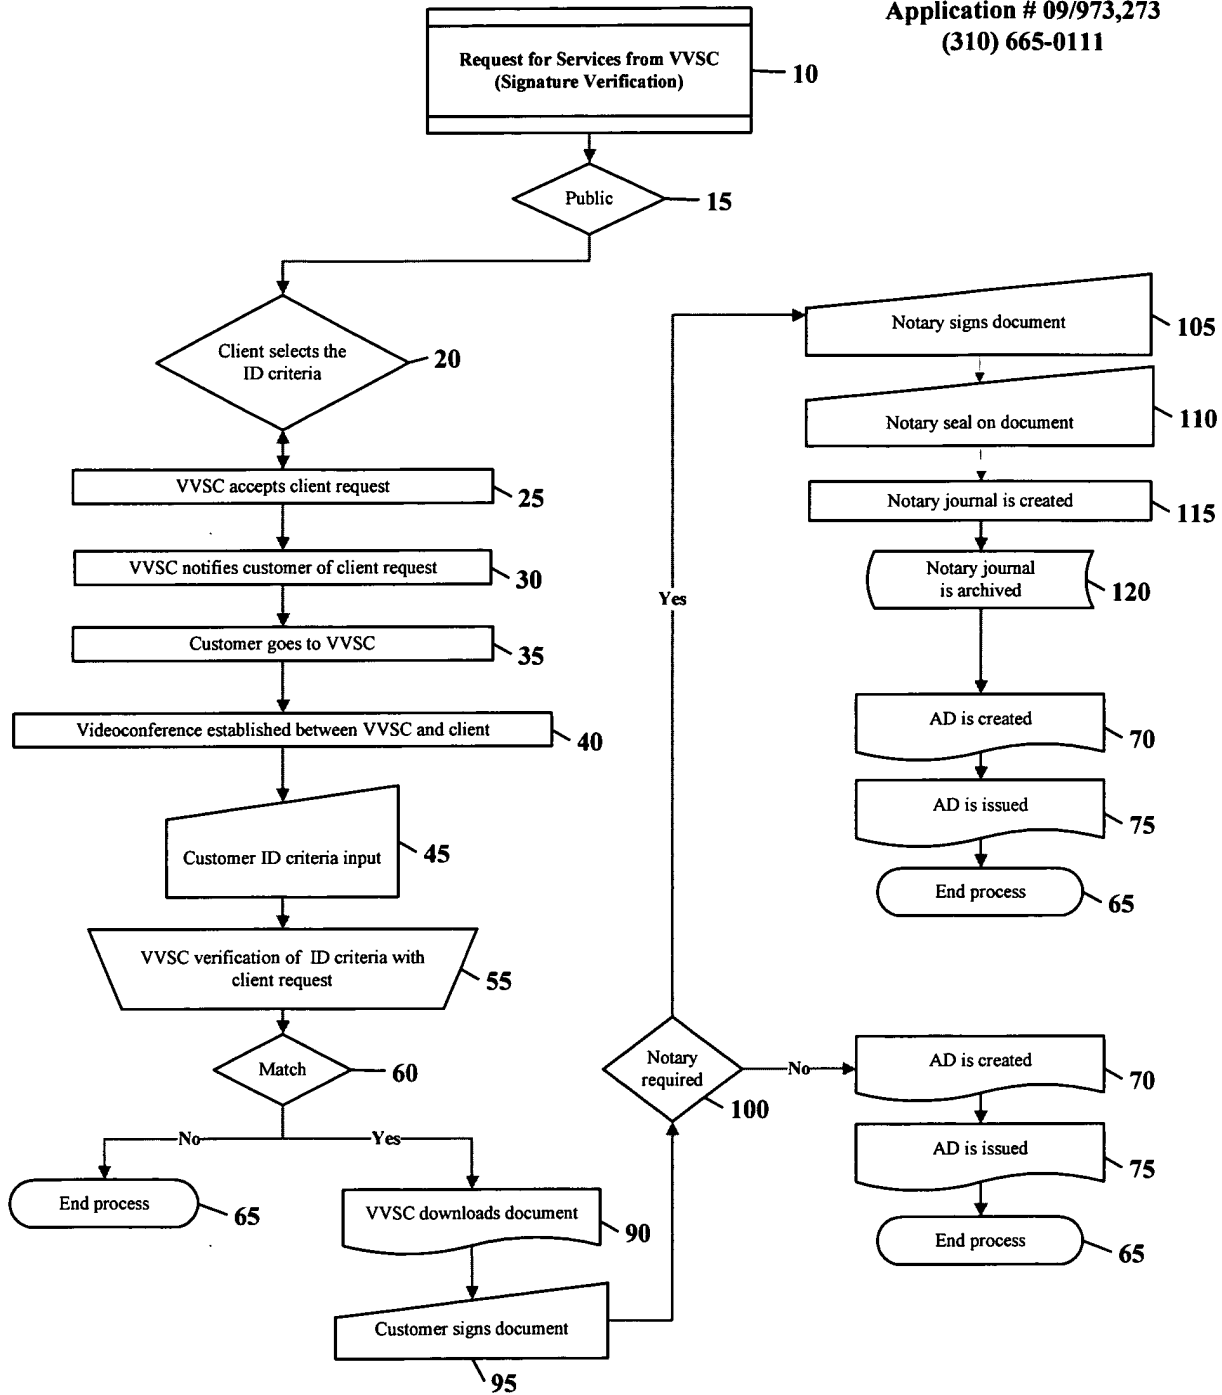 Application # 09/973,273
(310) 665-0111
Request for Services from VVSC
(Signature Verification)
10
Public
15
Client selects the
ID criteria
20
VVSC accepts client request
25
VVSC notifies customer of client request
30
Customer goes to VVSC
35
Videoconference established between VVSC and client
40
Customer ID criteria input
45
VVSC verification of ID criteria with
client request
55
Match
60
No
Yes
End process
65
VVSC downloads document
90
Customer signs document
95
Notary
required
100
Yes
No
Notary signs document
105
Notary seal on document
110
Notary journal is created
115
Notary journal
is archived
120
AD is created
70
AD is issued
75
End process
65
AD is created
70
AD is issued
75
End process
65